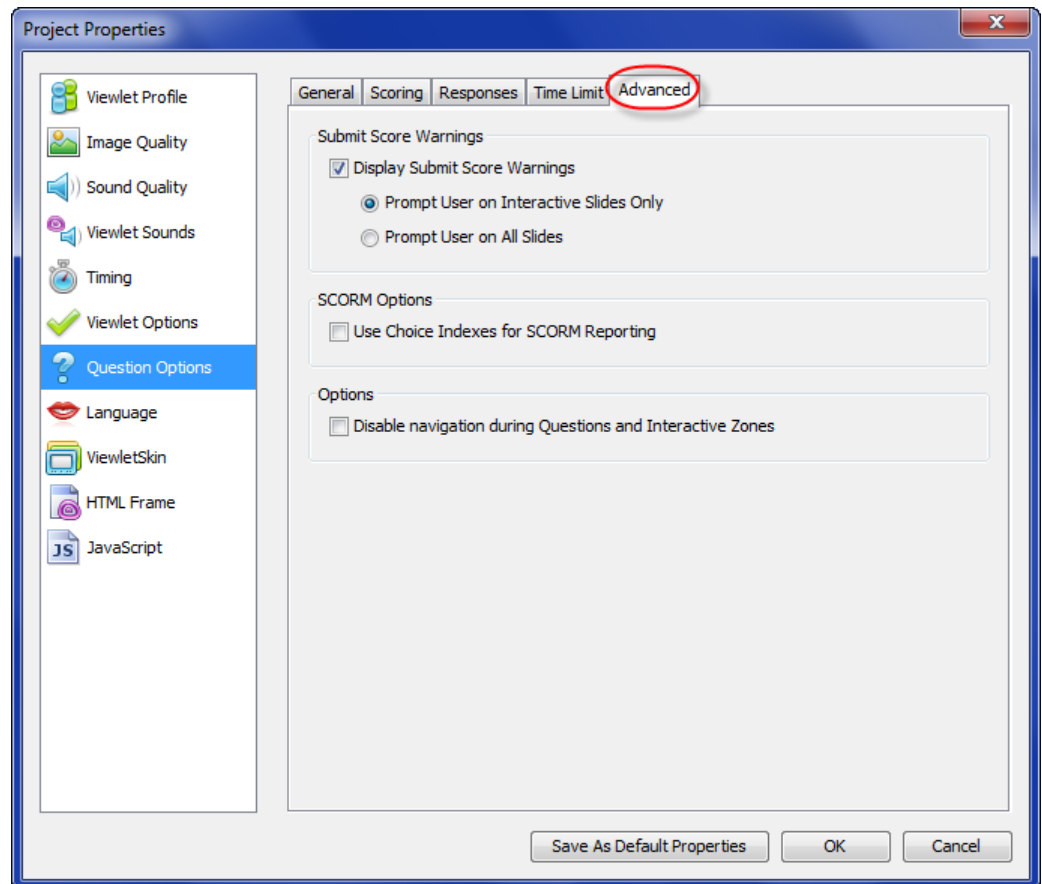 Project Properties
Viewlet Profile
Image Quality
Sound Quality
Viewlet Sounds
Timing
Viewlet Options
Question Options
Language
ViewletSkin
HTML Frame
JS JavaScript
General Scoring Responses Time Limit Advanced
Submit Score Warnings
Display Submit Score Warnings
Prompt User on Interactive Slides Only
Prompt User on All Slides
SCORM Options
Use Choice Indexes for SCORM Reporting
Options
Disable navigation during Questions and Interactive Zones
Save As Default Properties OK Cancel